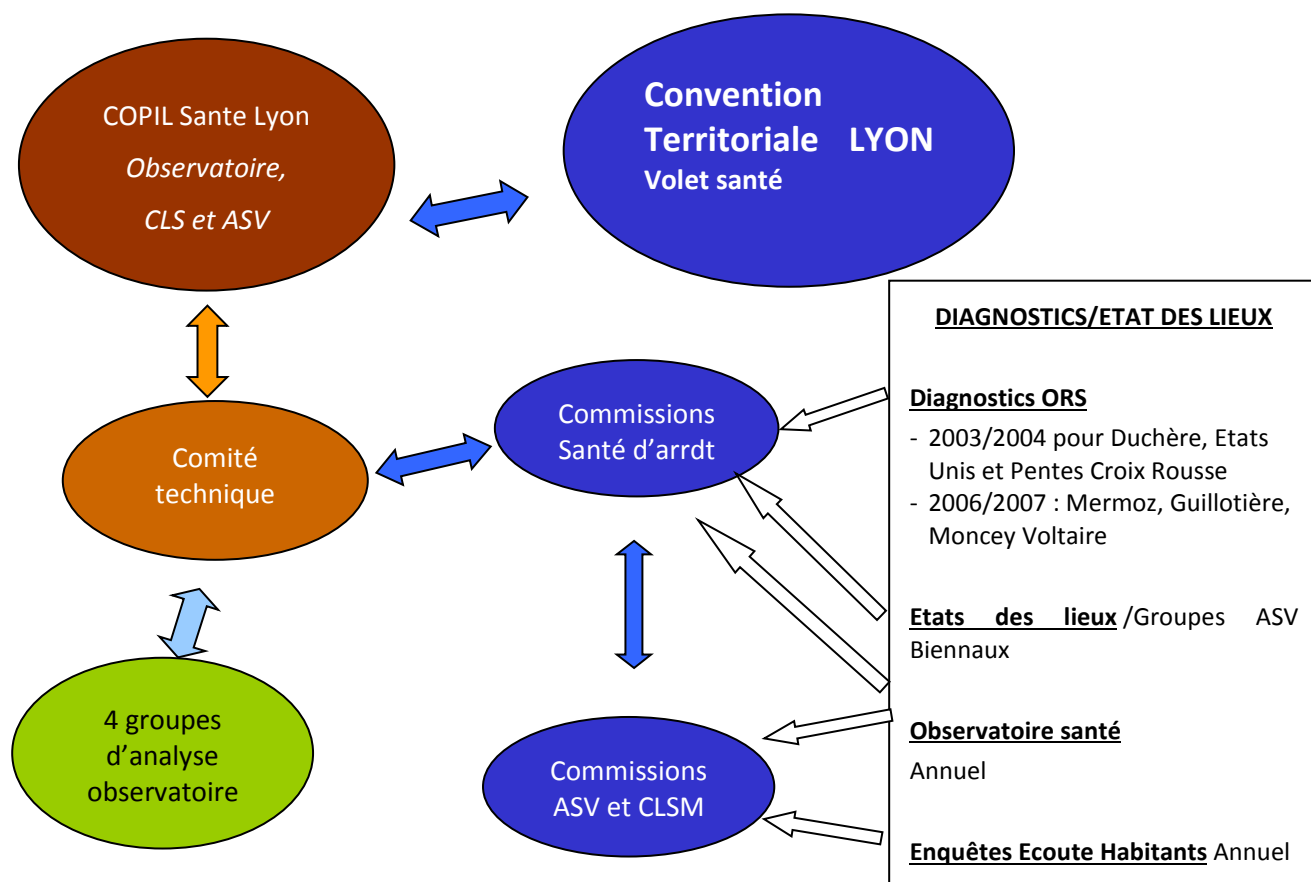 COPIL Sante Lyon
Observatoire,
CLS et ASV
Convention
Territoriale LYON
Volet santé
Comité
technique
Commissions
Santé d'arrdt
4 groupes
d'analyse
observatoire
Commissions
ASV et CLSM
DIAGNOSTICS/ETAT DES LIEUX
Diagnostics ORS
- 2003/2004 pour Duchère, Etats
Unis et Pentes Croix Rousse
- 2006/2007 : Mermoz, Guillotière,
Moncey Voltaire
Etats des lieux /Groupes ASV
Biennaux
Observatoire santé
Annuel
Enquêtes Ecoute Habitants Annuel